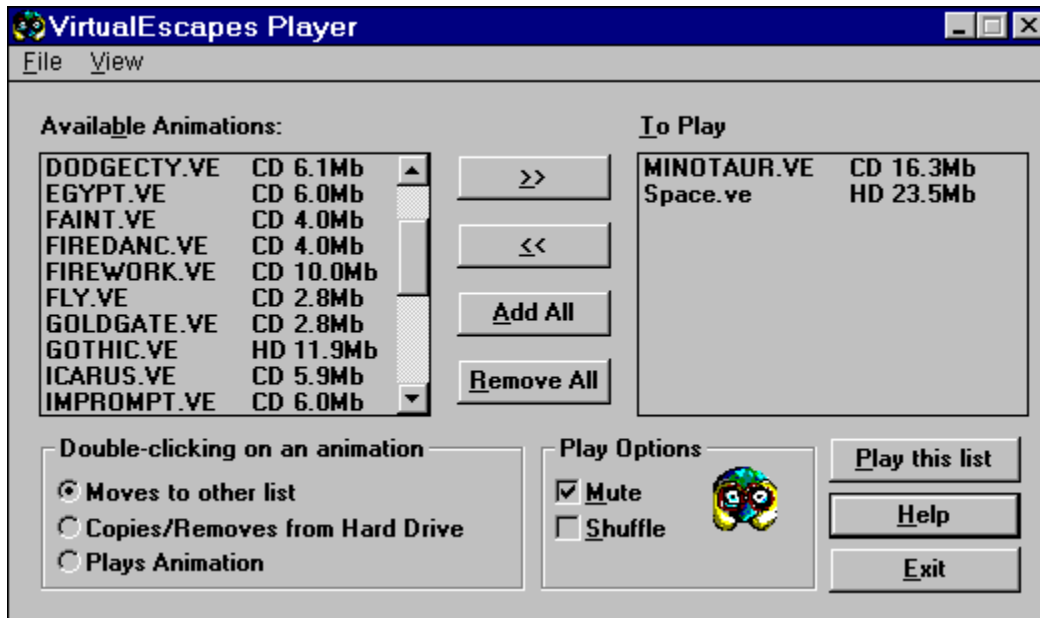 VirtualEscapes Player
File View
Available Animations:
DODGECTY.VE CD 6.1Mb
EGYPT.VE CD 6.0Mb
FAINT.VE CD 4.0Mb
FIREDANC.VE CD 4.0Mb
FIREWORK.VE CD 10.0Mb
FLY.VE CD 2.8Mb
GOLDGATE.VE CD 2.8Mb
GOTHIC.VE HD 11.9Mb
ICARUS.VE CD 5.9Mb
IMPROMPT.VE CD 6.0Mb
>>
<<
Add All
Remove All
To Play
MINOTAUR.VE CD 16.3Mb
Space.ve HD 23.5Mb
Double-clicking on an animation
Moves to other list
Copies/Removes from Hard Drive
Plays Animation
Play Options
Mute
Shuffle
Play this list
Help
Exit